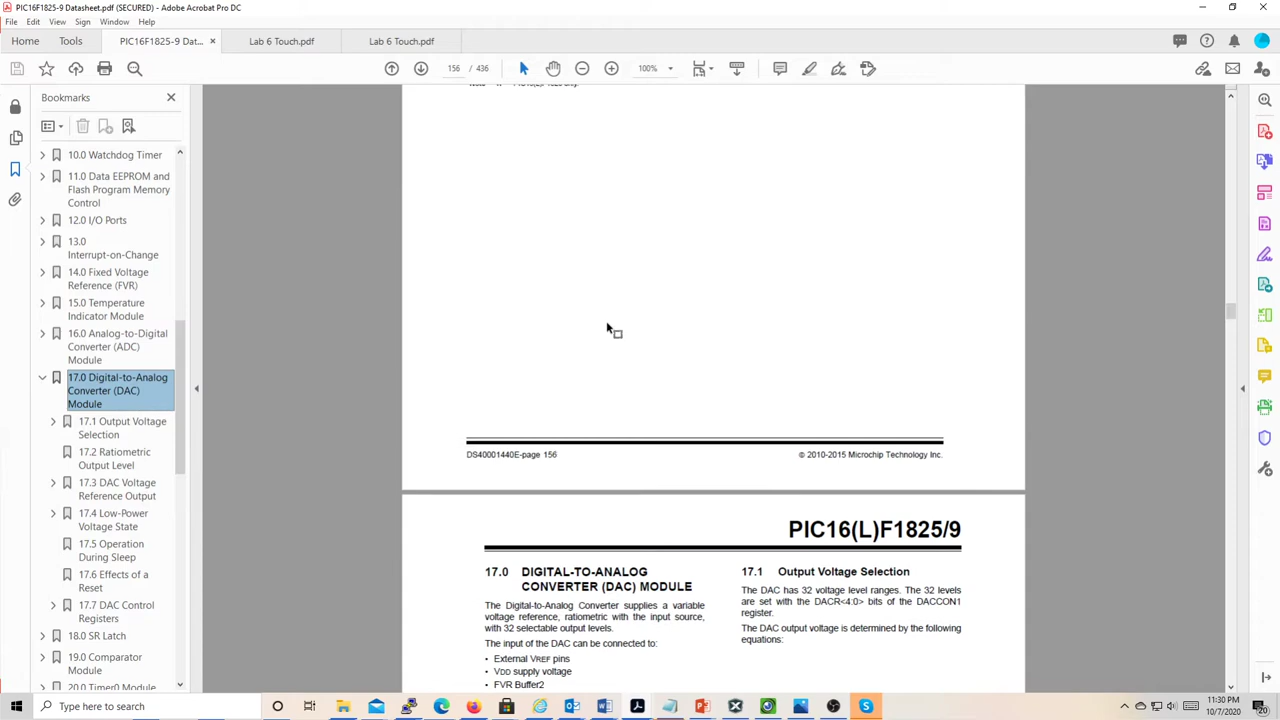 PIC16F1825-9 Datasheet.pdf (SECURED) - Adobe Acrobat Pro DC
File Edit View Sign Window Help
Home Tools PIC16F1825-9 Dat... × Lab 6 Touch.pdf Lab 6 Touch.pdf
156 / 436 100%
Bookmarks
10.0 Watchdog Timer
11.0 Data EEPROM and
Flash Program Memory
Control
12.0 I/O Ports
13.0
Interrupt-on-Change
14.0 Fixed Voltage
Reference (FVR)
15.0 Temperature
Indicator Module
16.0 Analog-to-Digital
Converter (ADC)
Module
17.0 Digital-to-Analog
Converter (DAC)
Module
17.1 Output Voltage
Selection
17.2 Ratiometric
Output Level
17.3 DAC Voltage
Reference Output
17.4 Low-Power
Voltage State
17.5 Operation
During Sleep
17.6 Effects of a
Reset
17.7 DAC Control
Registers
18.0 SR Latch
19.0 Comparator
Module
20.0 Timer0 Module
DS40001440E-page 156 © 2010-2015 Microchip Technology Inc.
PIC16(L)F1825/9
17.0 DIGITAL-TO-ANALOG
CONVERTER (DAC) MODULE
The Digital-to-Analog Converter supplies a variable
voltage reference, ratiometric with the input source,
with 32 selectable output levels.
The input of the DAC can be connected to:
• External VREF pins
• VDD supply voltage
• FVR Buffer2
17.1 Output Voltage Selection
The DAC has 32 voltage level ranges. The 32 levels
are set with the DACR<4:0> bits of the DACCON1
register.
The DAC output voltage is determined by the following
equations:
Type here to search
11:30 PM
10/7/2020
20